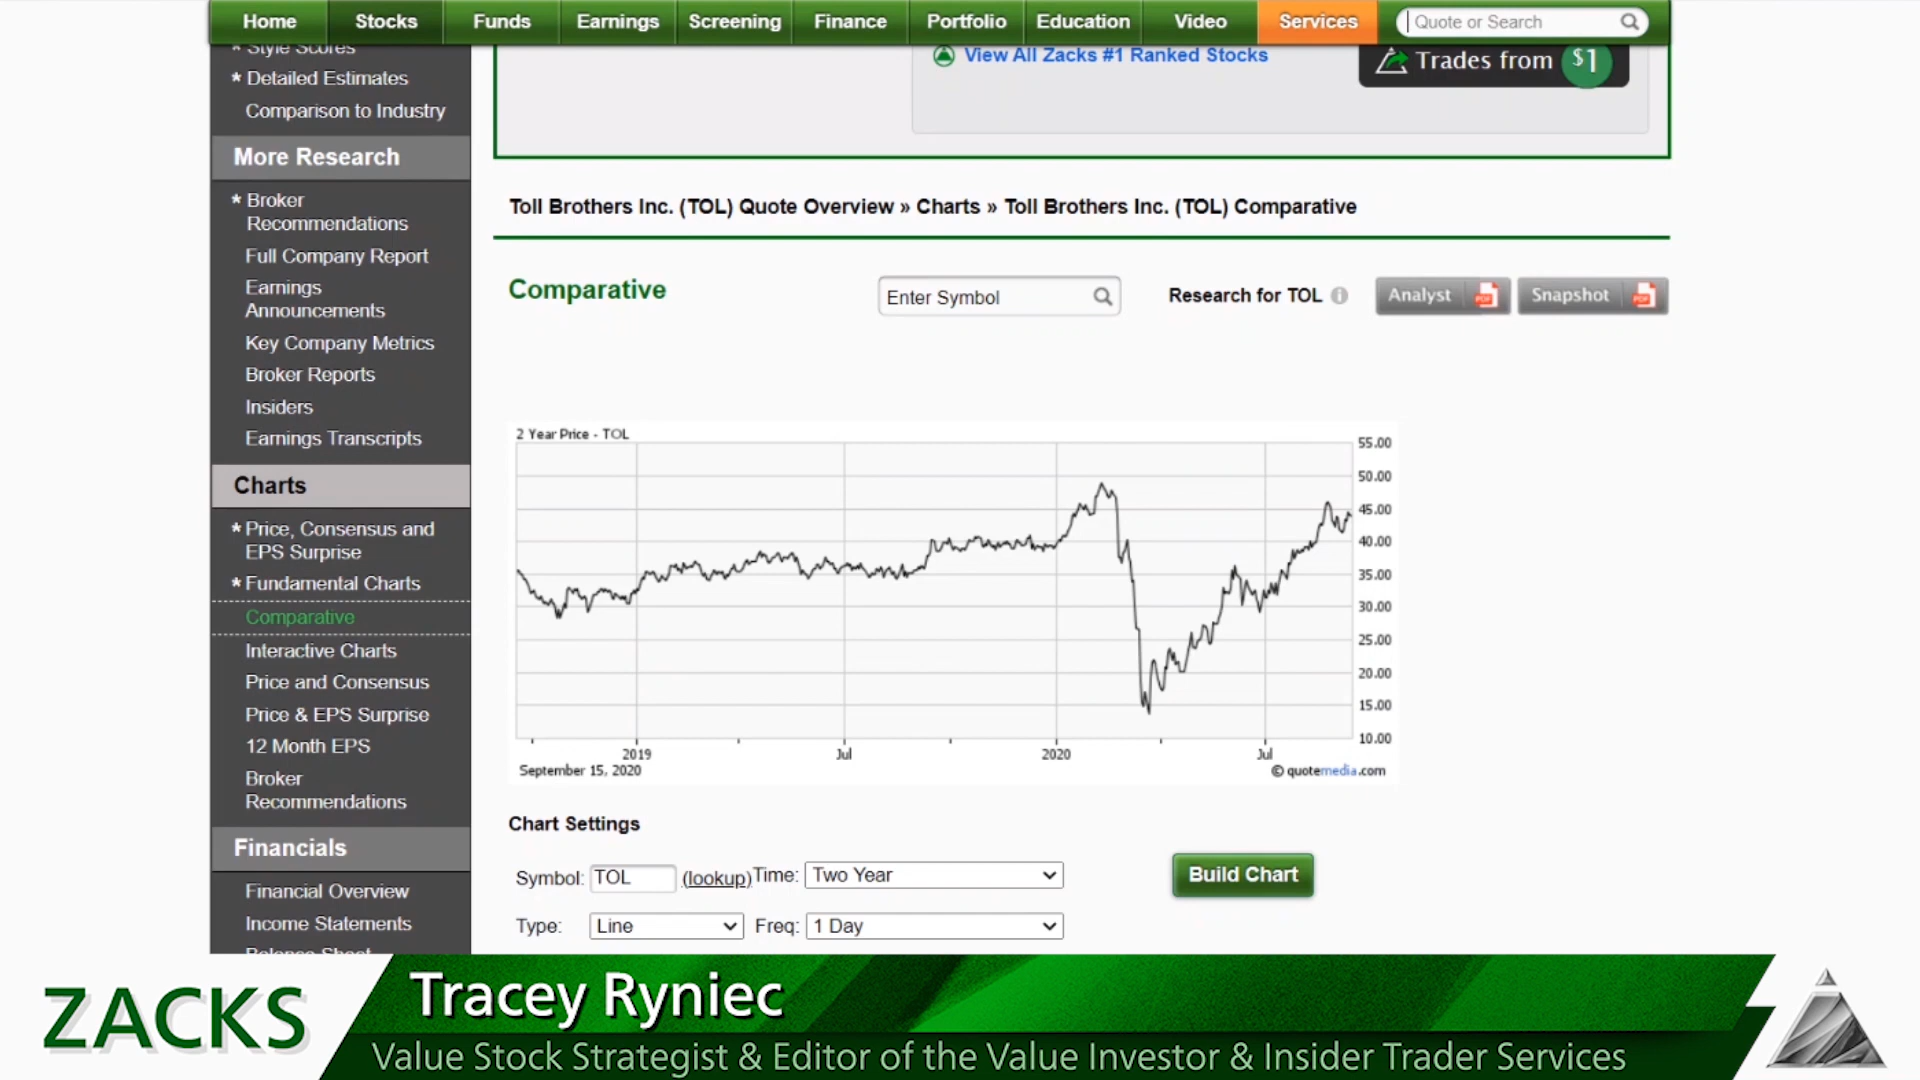 Home Stocks Funds Earnings Screening Finance Portfolio Education Video Services Quote or Search
* Style Scores
* Detailed Estimates
Comparison to Industry
More Research
* Broker
Recommendations
Full Company Report
Earnings
Announcements
Key Company Metrics
Broker Reports
Insiders
Earnings Transcripts
Charts
* Price, Consensus and
EPS Surprise
* Fundamental Charts
Comparative
Interactive Charts
Price and Consensus
Price & EPS Surprise
12 Month EPS
Broker
Recommendations
Financials
Financial Overview
Income Statements
Balance Sheet
View All Zacks #1 Ranked Stocks
Trades from $1
Toll Brothers Inc. (TOL) Quote Overview » Charts » Toll Brothers Inc. (TOL) Comparative
Comparative
Enter Symbol
Research for TOL
Analyst PDF
Snapshot PDF
2 Year Price - TOL
55.00
50.00
45.00
40.00
35.00
30.00
25.00
20.00
15.00
10.00
2019 Jul 2020 Jul
September 15, 2020
© quotemedia.com
Chart Settings
Symbol: TOL (lookup) Time: Two Year
Build Chart
Type: Line Freq: 1 Day
ZACKS
Tracey Ryniec
Value Stock Strategist & Editor of the Value Investor & Insider Trader Services